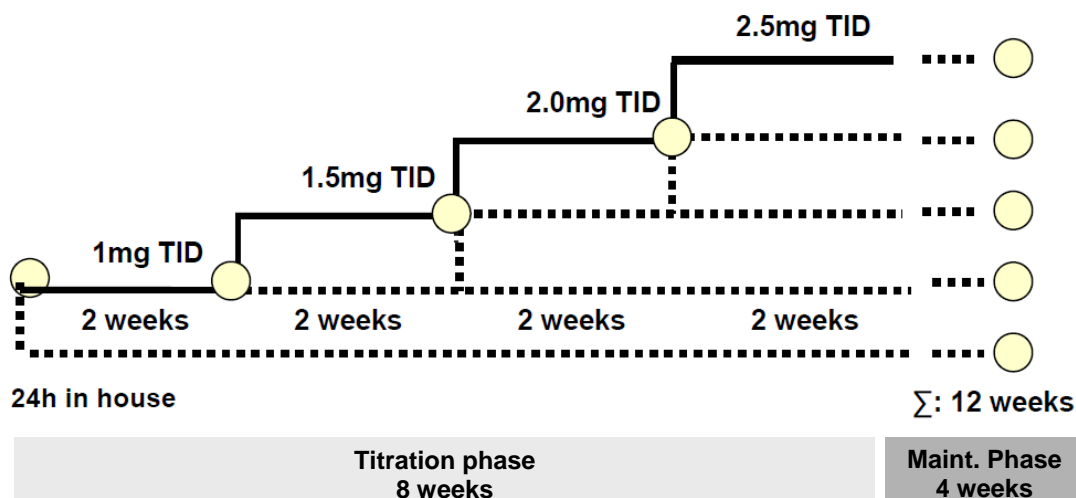 2.5mg TID
2.0mg TID
1.5mg TID
1mg TID
2 weeks 2 weeks 2 weeks 2 weeks
24h in house
∑: 12 weeks
Titration phase
8 weeks
Maint. Phase
4 weeks